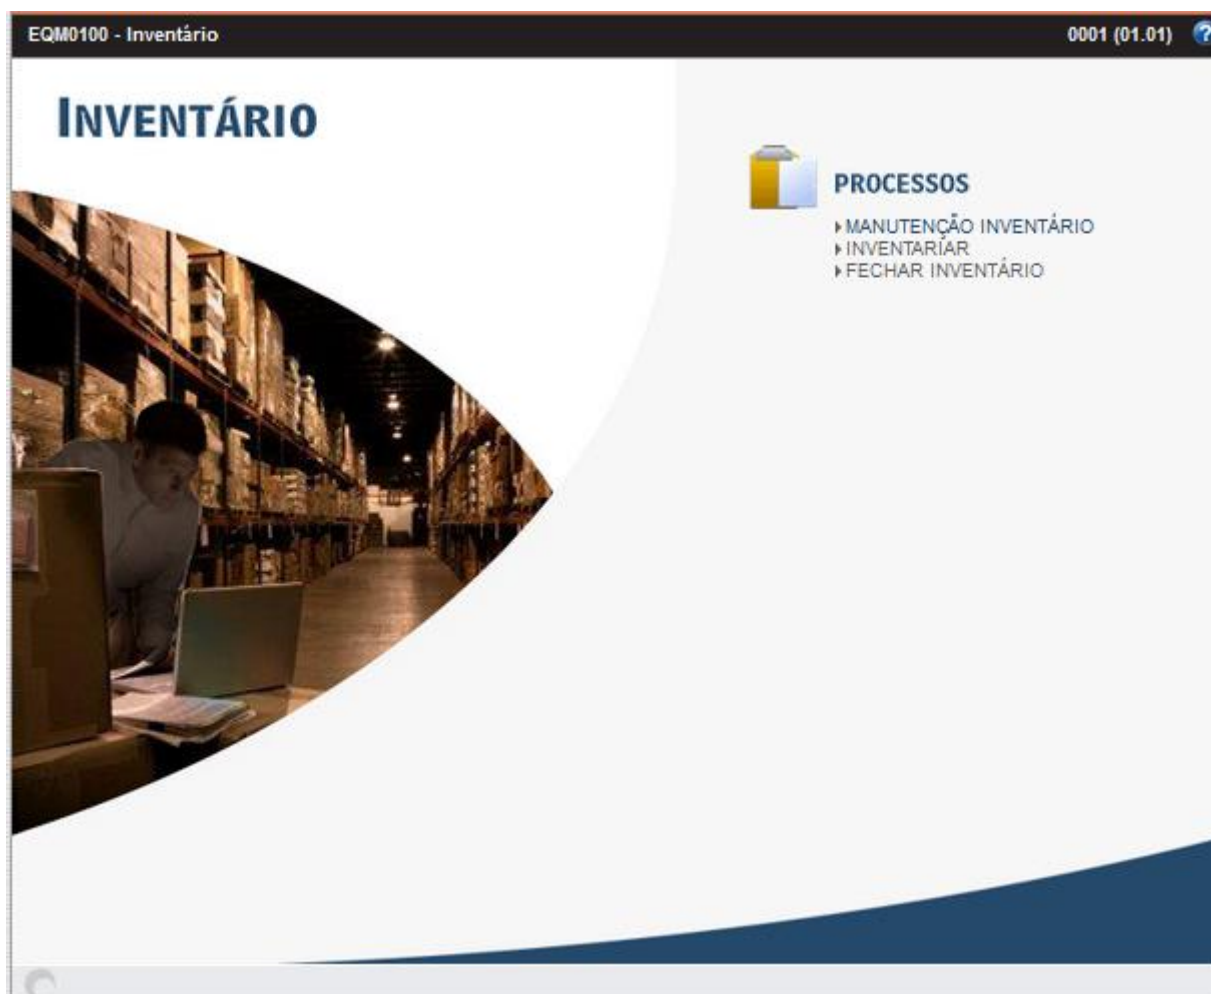 EQM0100 - Inventário
0001 (01.01)
?
INVENTÁRIO
PROCESSOS
MANUTENÇÃO INVENTÁRIO
INVENTARIAR
FECHAR INVENTÁRIO